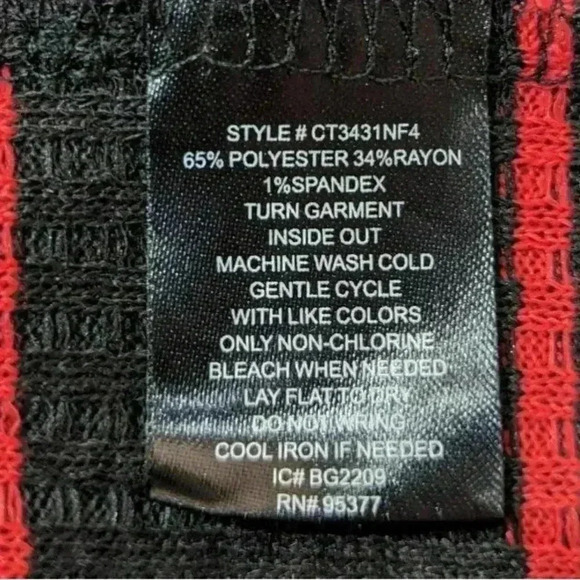 STYLE # CT3431NF4
65% POLYESTER 34%RAYON
1%SPANDEX
TURN GARMENT
INSIDE OUT
MACHINE WASH COLD
GENTLE CYCLE
WITH LIKE COLORS
ONLY NON-CHLORINE
BLEACH WHEN NEEDED
LAY FLAT TO DRY
DO NOT WRING
COOL IRON IF NEEDED
IC# BG2209
RN# 95377